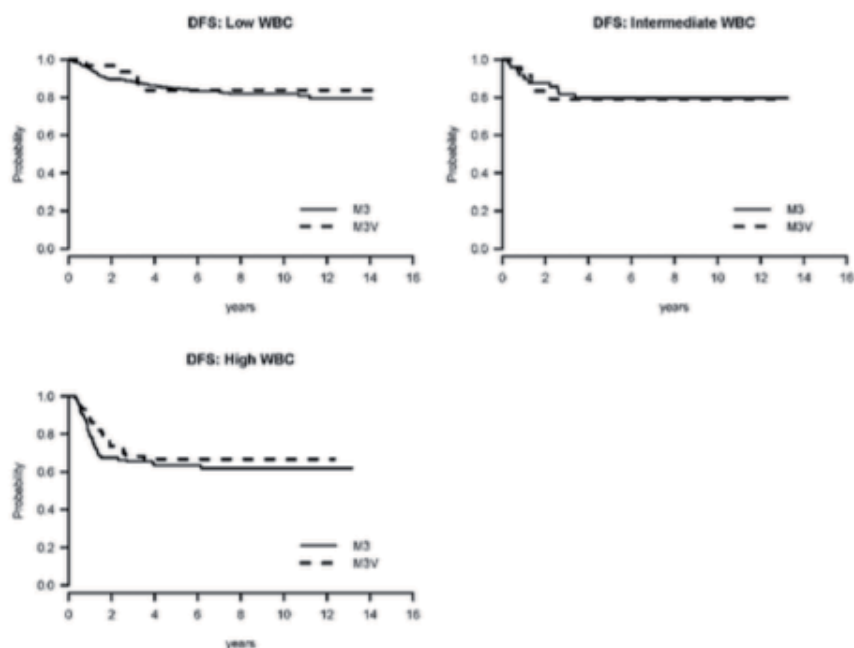 DFS: Low WBC
Probability
1.0
0.8
0.6
0.4
0.2
0.0
M3
M3V
0 2 4 6 8 10 12 14 16
years
DFS: Intermediate WBC
Probability
1.0
0.8
0.6
0.4
0.2
0.0
M3
M3V
0 2 4 6 8 10 12 14 16
years
DFS: High WBC
Probability
1.0
0.8
0.6
0.4
0.2
0.0
M3
M3V
0 2 4 6 8 10 12 14 16
years